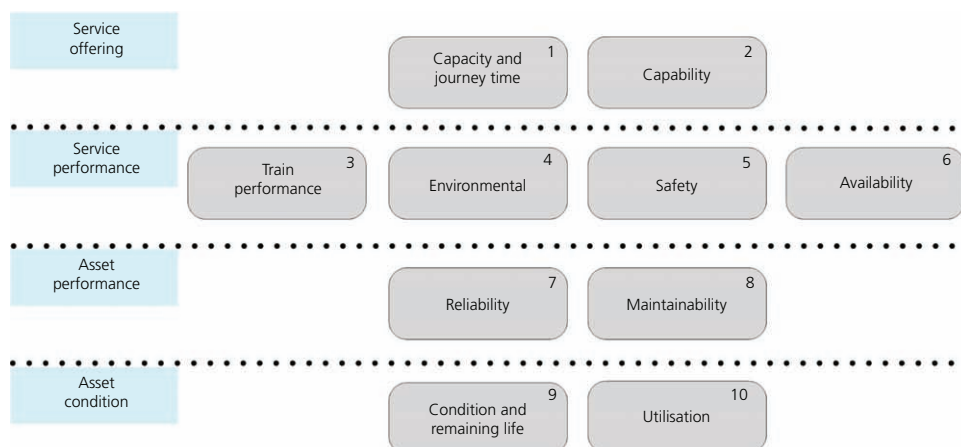 Service
offering
Capacity and
journey time
1
Capability
2
Service
performance
Train
performance
3
Environmental
4
Safety
5
Availability
6
Asset
performance
Reliability
7
Maintainability
8
Asset
condition
Condition and
remaining life
9
Utilisation
10